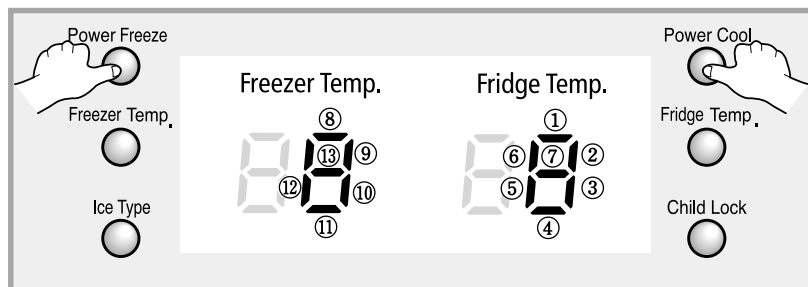 Power Freeze
Power Cool
Freezer Temp.
Fridge Temp.
Freezer Temp.
Fridge Temp.
⑧
①
⑬
⑨
⑥
⑦
②
⑫
⑩
⑤
③
⑪
④
Ice Type
Child Lock